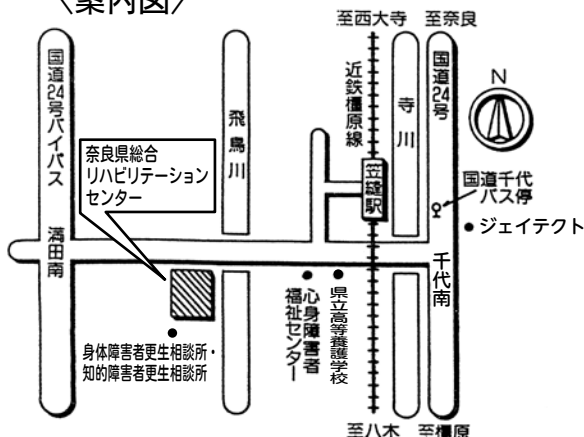 〈案内図〉
至西大寺
至奈良
国道24号バイパス
飛鳥川
近鉄橿原線
寺川
国道24号
N
奈良県総合
リハビリテーション
センター
笠縫駅
国道千代
バス停
ジェイテクト
満田南
千代南
心身障害者
福祉センター
県立高等養護学校
身体障害者更生相談所・
知的障害者更生相談所
至八木
至橿原